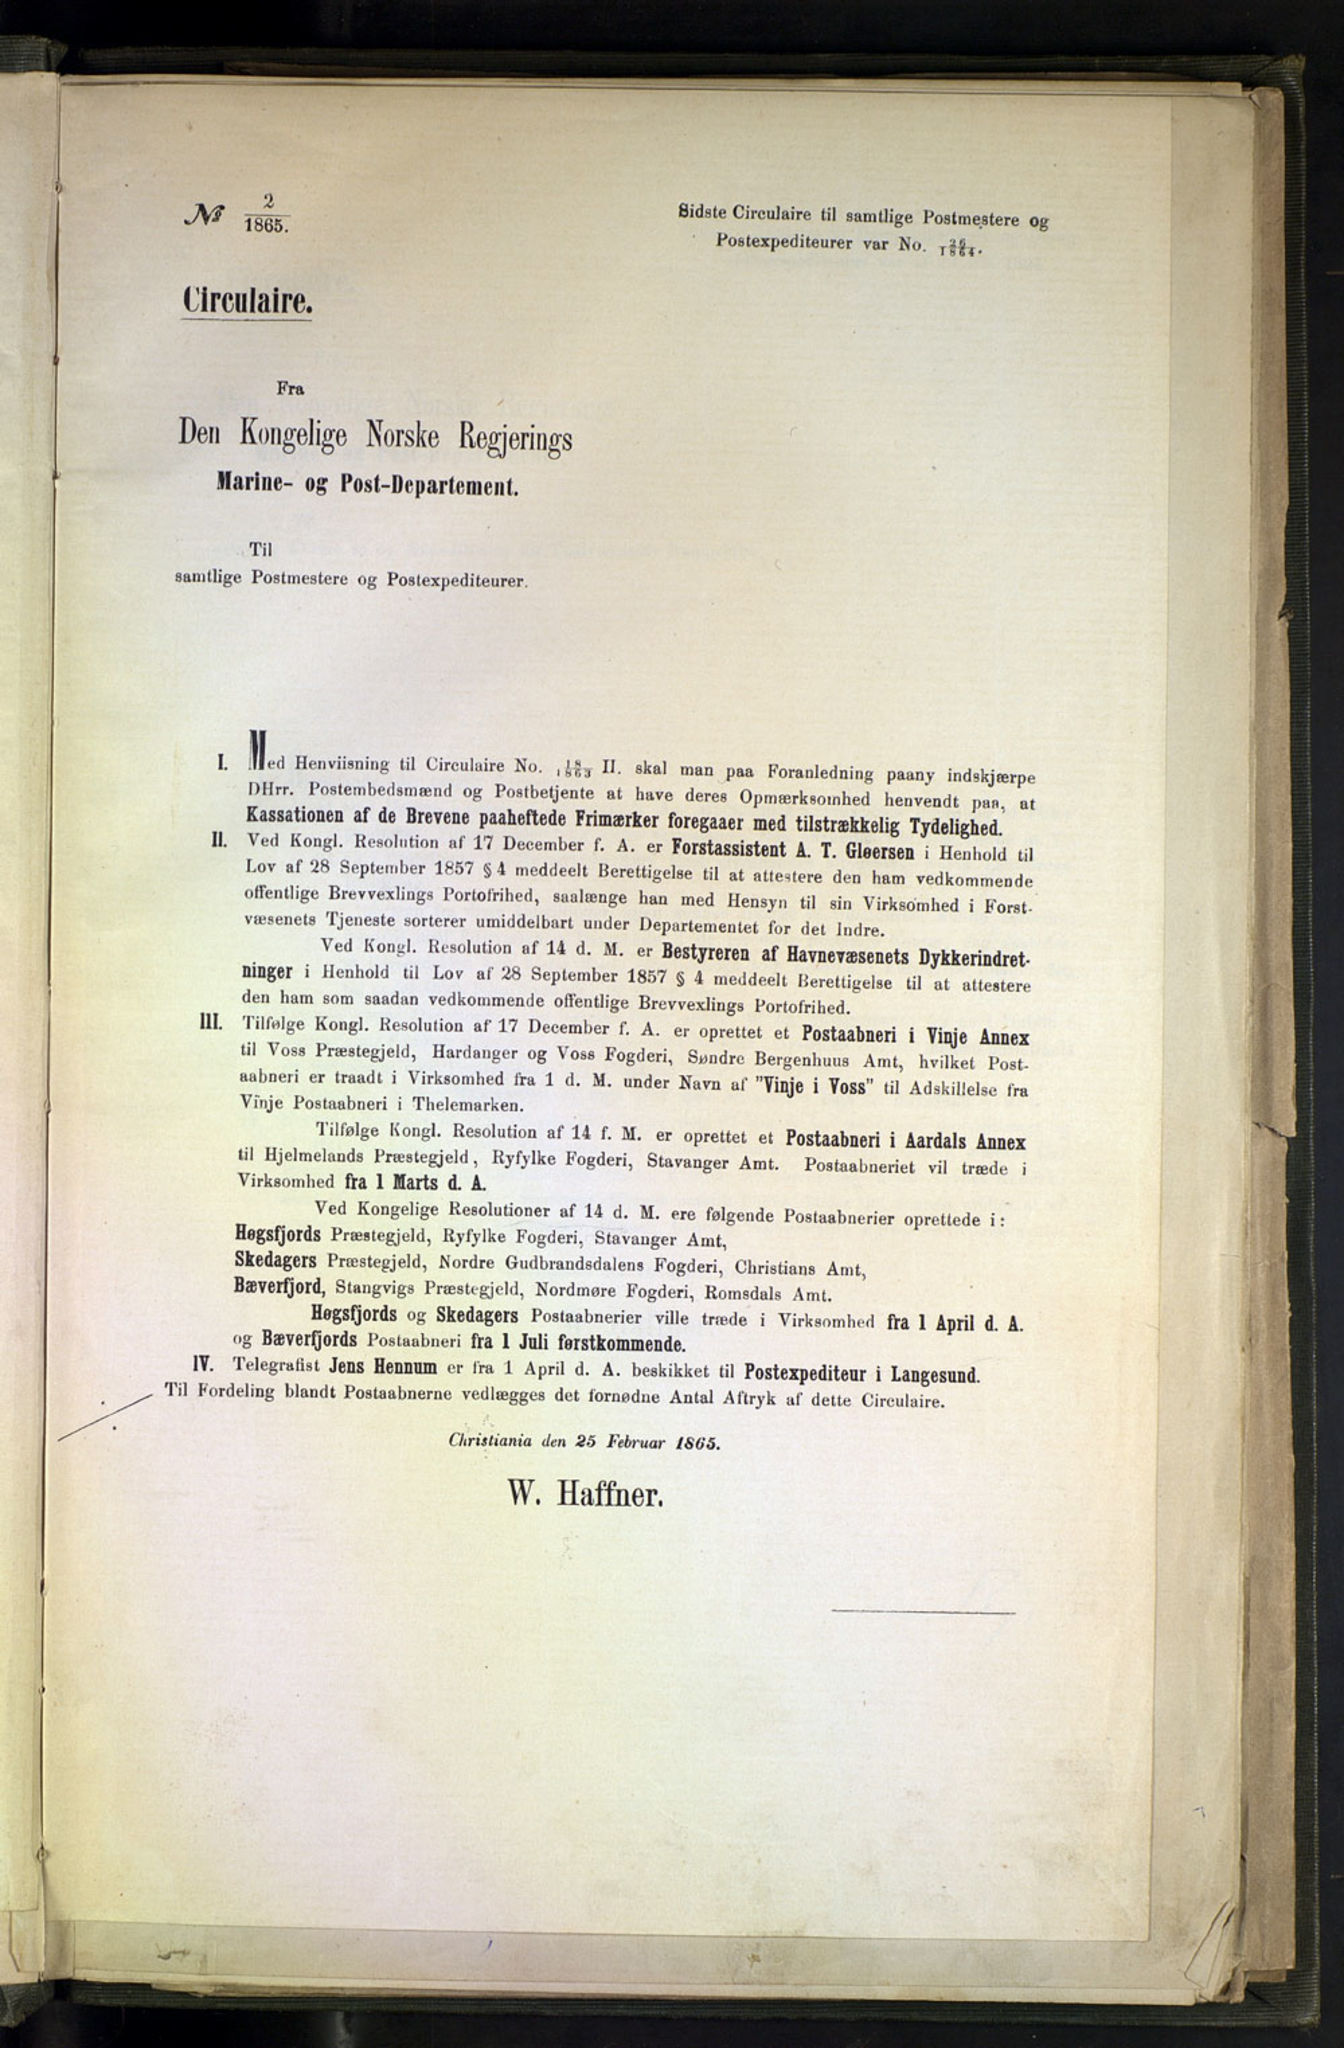 № 2/1865.
Sidste Circulaire til samtlige Postmestere og
Postexpediteurer var No. 26/1864.
Circulaire.
Fra
Den Kongelige Norske Regjerings
Marine- og Post-Departement.
Til
samtlige Postmestere og Postexpediteurer.
I. Med Henviisning til Circulaire No. 18/1863 II. skal man paa Foranledning paany indskjærpe
DHrr. Postembedsmænd og Postbetjente at have deres Opmærksomhed henvendt paa, at
Kassationen af de Brevene paaheftede Frimærker foregaaer med tilstrækkelig Tydelighed.
II. Ved Kongl. Resolution af 17 December f. A. er Forstassistent A. T. Gløersen i Henhold til
Lov af 28 September 1857 § 4 meddeelt Berettigelse til at attestere den ham vedkommende
offentlige Brevvexlings Portofrihed, saalænge han med Hensyn til sin Virksomhed i Forst-
væsenets Tjeneste sorterer umiddelbart under Departementet for det Indre.
Ved Kongl. Resolution af 14 d. M. er Bestyreren af Havnevæsenets Dykkerindret-
ninger i Henhold til Lov af 28 September 1857 § 4 meddeelt Berettigelse til at attestere
den ham som saadan vedkommende offentlige Brevvexlings Portofrihed.
III. Tilfølge Kongl. Resolution af 17 December f. A. er oprettet et Postaabneri i Vinje Annex
til Voss Præstegjeld, Hardanger og Voss Fogderi, Søndre Bergenhuus Amt, hvilket Post-
aabneri er traadt i Virksomhed fra 1 d. M. under Navn af "Vinje i Voss" til Adskillelse fra
Vinje Postaabneri i Thelemarken.
Tilfølge Kongl. Resolution af 14 f. M. er oprettet et Postaabneri i Aardals Annex
til Hjelmelands Præstegjeld, Ryfylke Fogderi, Stavanger Amt. Postaabneriet vil træde i
Virksomhed fra 1 Marts d. A.
Ved Kongelige Resolutioner af 14 d. M. ere følgende Postaabnerier oprettede i:
Høgsfjords Præstegjeld, Ryfylke Fogderi, Stavanger Amt,
Skedagers Præstegjeld, Nordre Gudbrandsdalens Fogderi, Christians Amt,
Bæverfjord, Stangvigs Præstegjeld, Nordmøre Fogderi, Romsdals Amt.
Høgsfjords og Skedagers Postaabnerier ville træde i Virksomhed fra 1 April d. A.
og Bæverfjords Postaabneri fra 1 Juli førstkommende.
IV. Telegrafist Jens Hennum er fra 1 April d. A. beskikket til Postexpediteur i Langesund.
Til Fordeling blandt Postaabnerne vedlægges det fornødne Antal Aftryk af dette Circulaire.
Christiania den 25 Februar 1865.
W. Haffner.